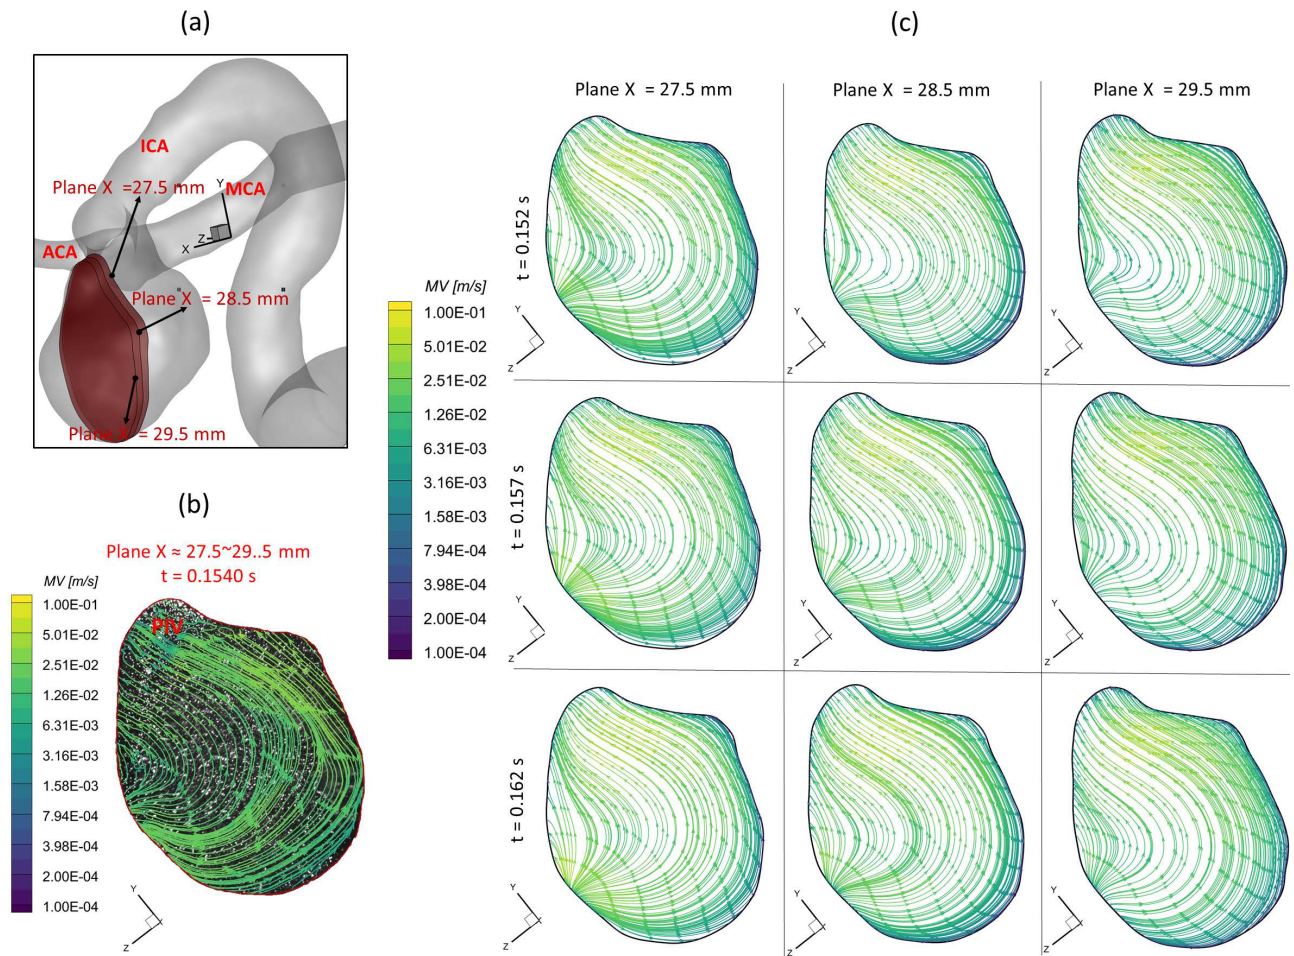 (a)
ICA
Plane X =27.5 mm
Y
MCA
Z
X
ACA
Plane X = 28.5 mm
Plane X = 29.5 mm
(b)
Plane X ≈ 27.5~29..5 mm
t = 0.1540 s
MV [m/s]
1.00E-01
5.01E-02
2.51E-02
1.26E-02
6.31E-03
3.16E-03
1.58E-03
7.94E-04
3.98E-04
2.00E-04
1.00E-04
PIV
Y
Z
(c)
MV [m/s]
1.00E-01
5.01E-02
2.51E-02
1.26E-02
6.31E-03
3.16E-03
1.58E-03
7.94E-04
3.98E-04
2.00E-04
1.00E-04
Plane X = 27.5 mm
Plane X = 28.5 mm
Plane X = 29.5 mm
t = 0.152 s
Y
Z
Y
Z
Y
Z
t = 0.157 s
Y
Z
Y
Z
Y
Z
t = 0.162 s
Y
Z
Y
Z
Y
Z